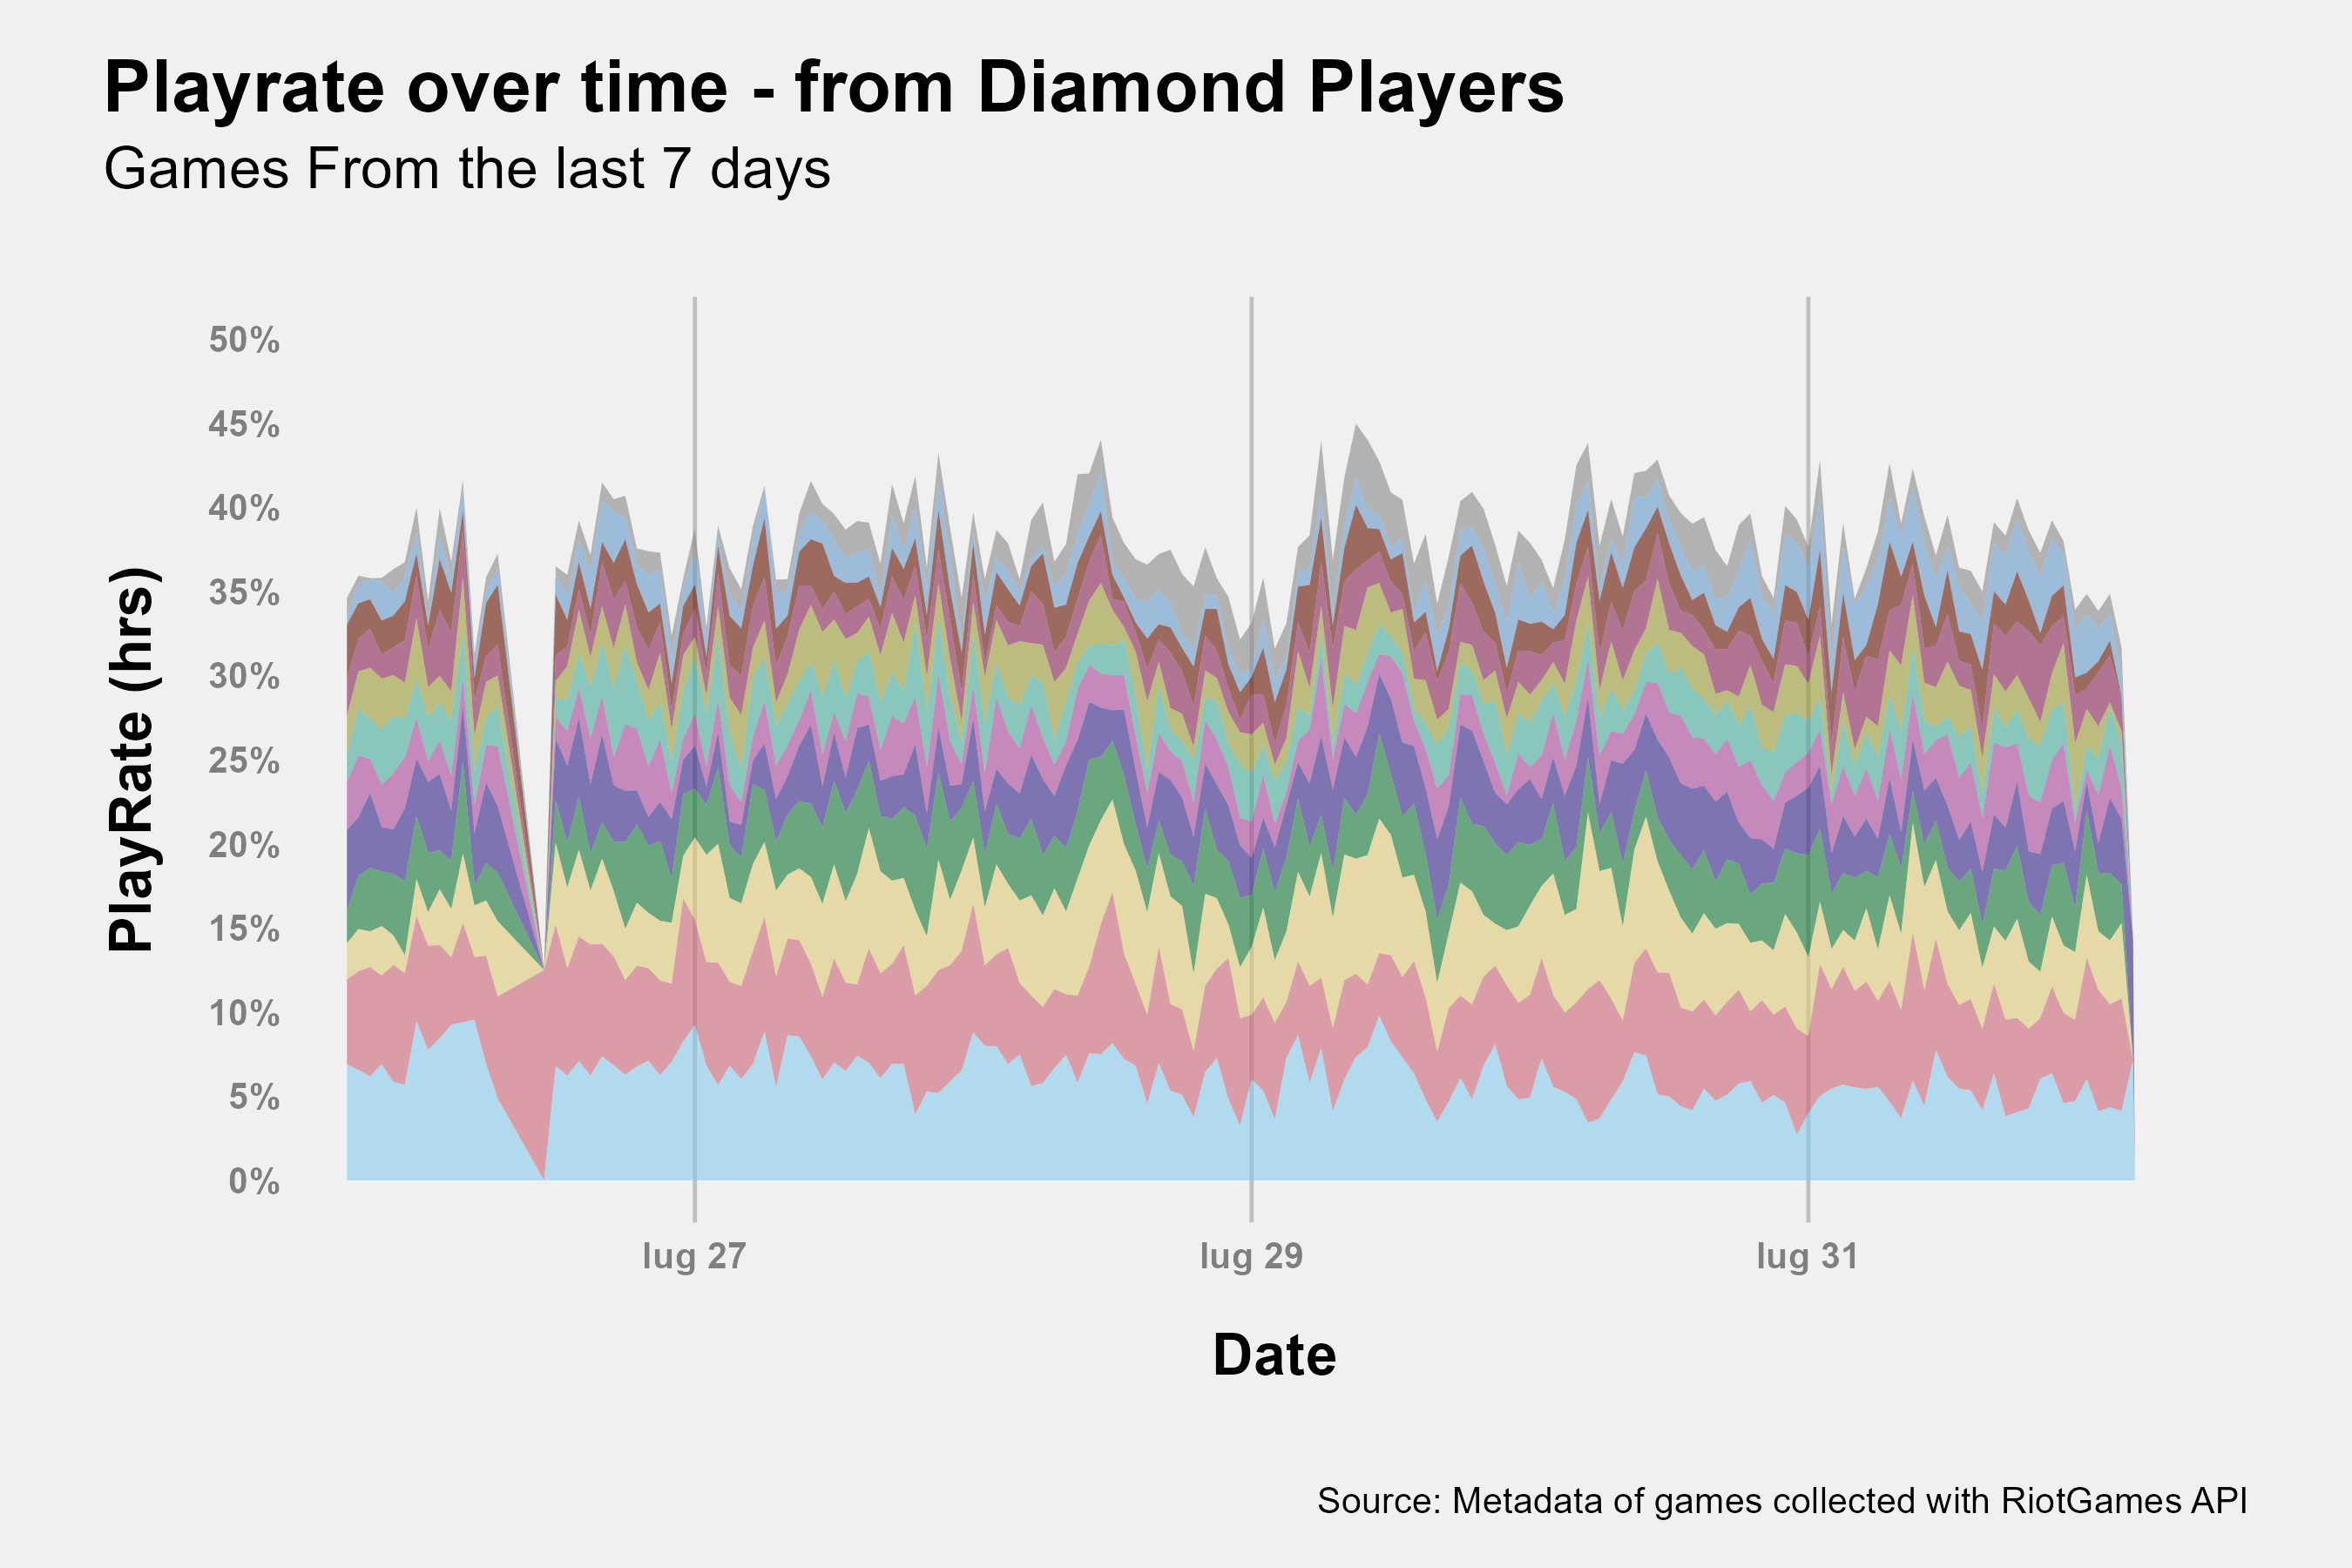 Playrate over time - from Diamond Players
Games From the last 7 days
50%
45%
40%
35%
30%
25%
20%
15%
10%
5%
0%
PlayRate (hrs)
lug 27
lug 29
lug 31
Date
Source: Metadata of games collected with RiotGames API